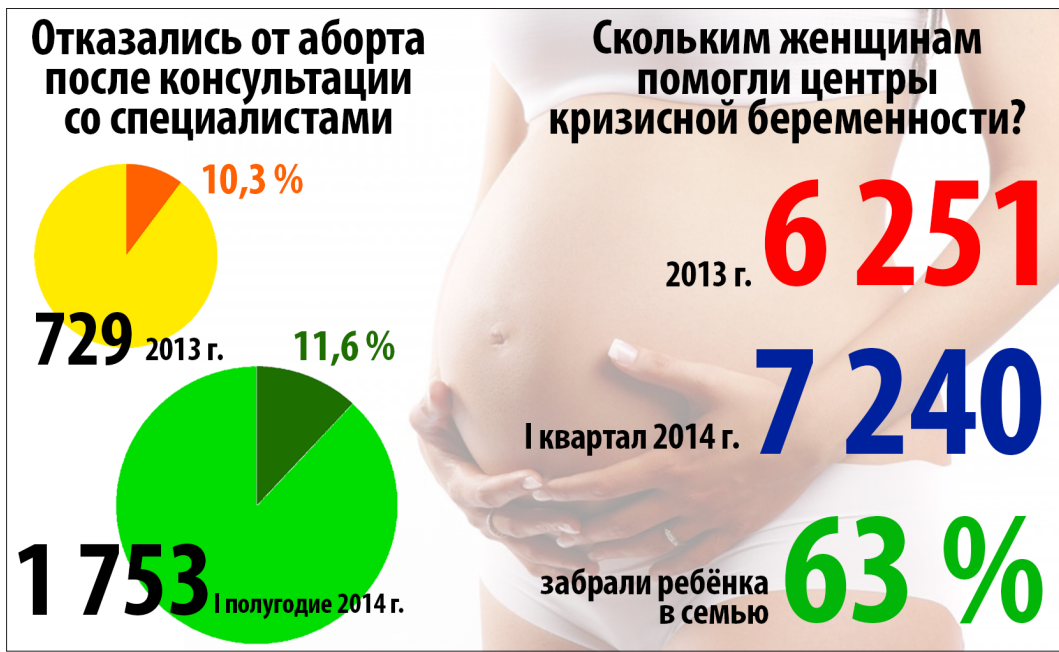 Отказались от аборта
после консультации
со специалистами
10,3 %
729 2013 г.
11,6 %
1 753 I полугодие 2014 г.
Скольким женщинам
помогли центры
кризисной беременности?
2013 г. 6 251
I квартал 2014 г. 7 240
забрали ребёнка
в семью 63 %